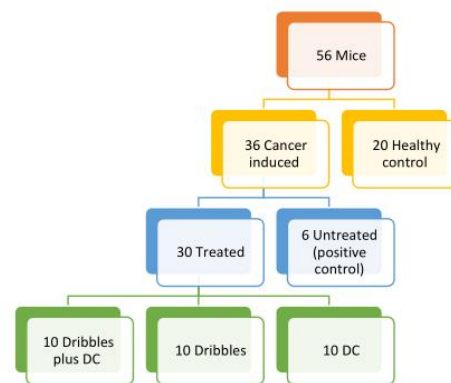 56 Mice
36 Cancer
induced
20 Healthy
control
30 Treated
6 Untreated
(positive
control)
10 Dribbles
plus DC
10 Dribbles
10 DC